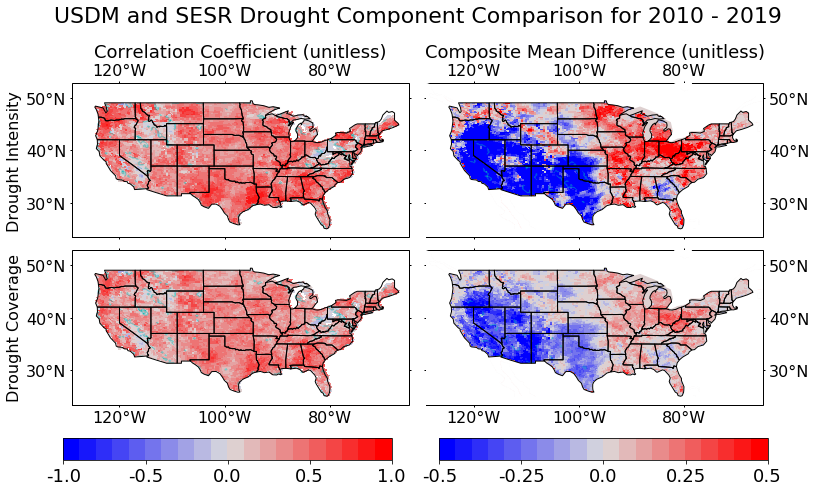 USDM and SESR Drought Component Comparison for 2010 - 2019
Correlation Coefficient (unitless) Composite Mean Difference (unitless)
120°W 100°W 80°W 120°W 100°W 80°W
Drought Intensity
50°N 50°N
40°N 40°N
30°N 30°N
Drought Coverage
50°N 50°N
40°N 40°N
30°N 30°N
120°W 100°W 80°W 120°W 100°W 80°W
-1.0 -0.5 0.0 0.5 1.0 -0.5 -0.25 0.0 0.25 0.5